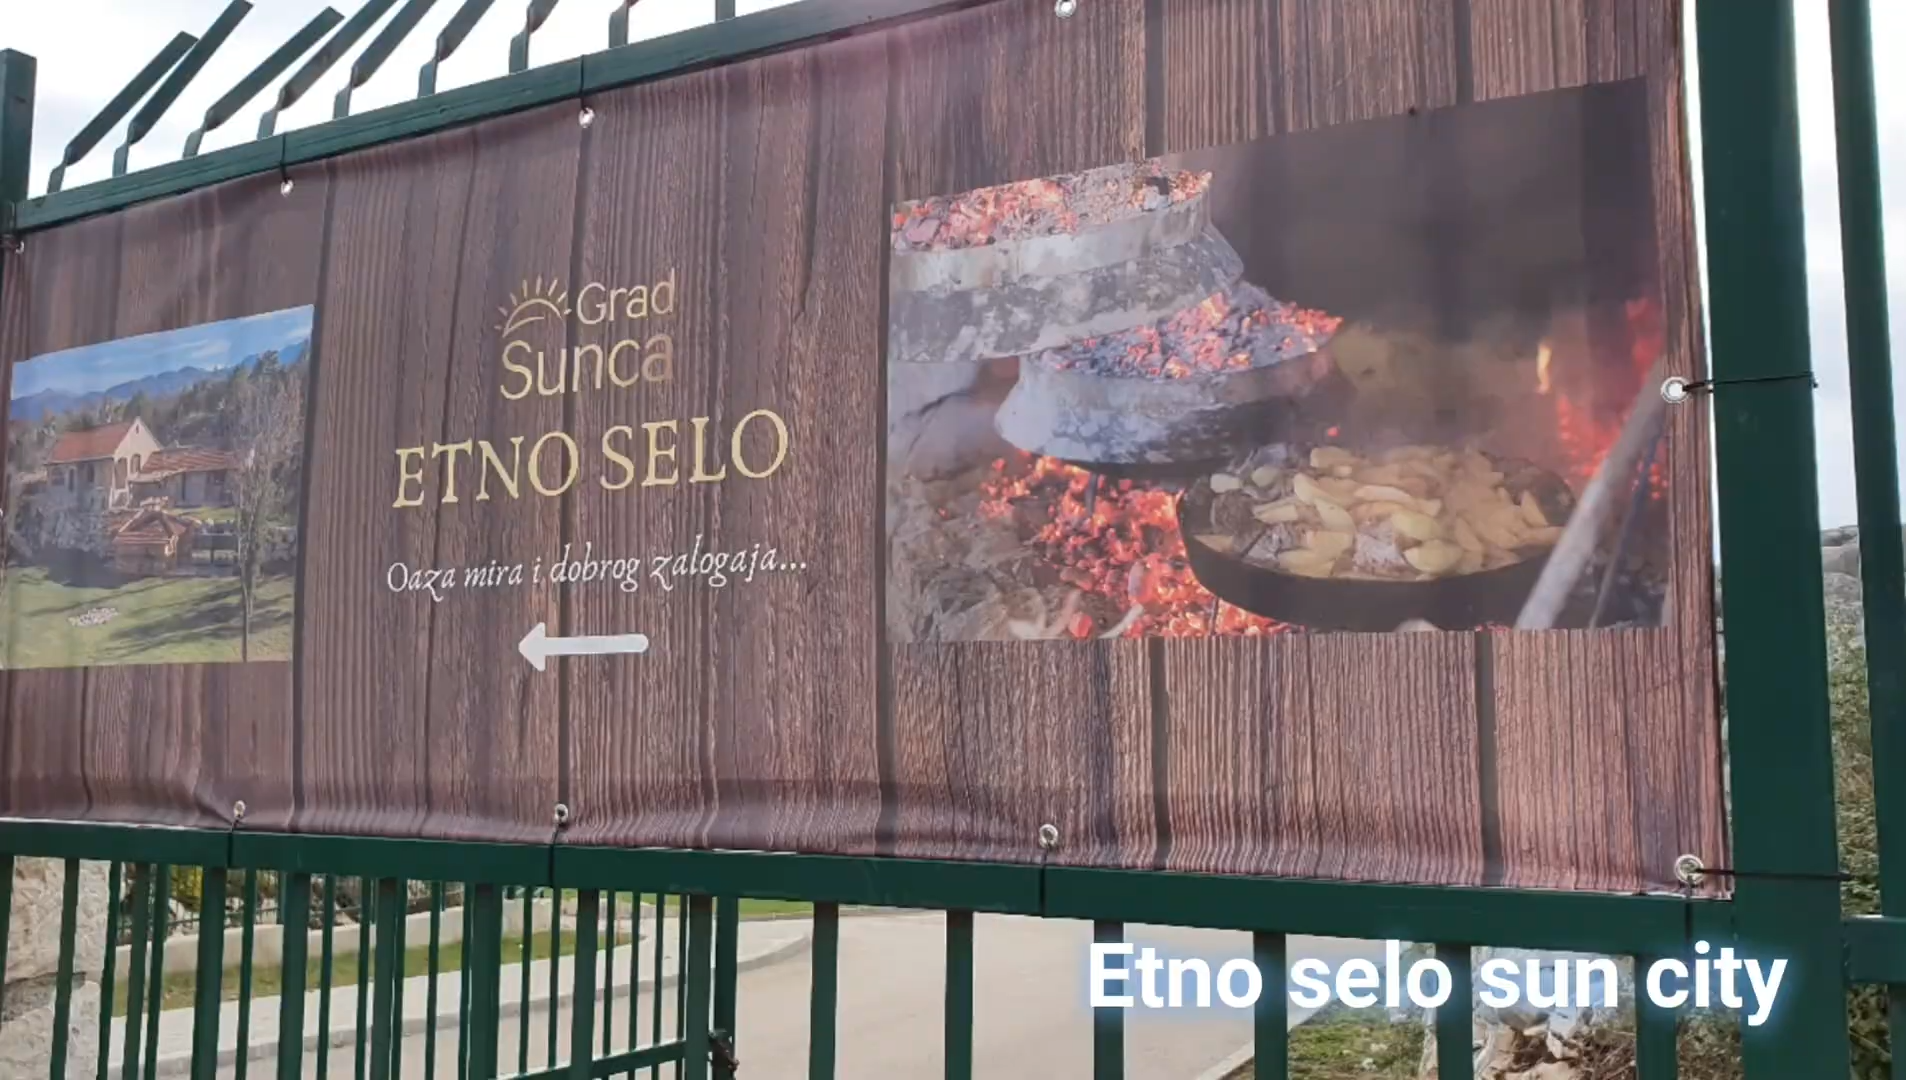 Grad
Sunca
ETNO SELO
Oaza mira i dobrog zalogaja...
Etno selo sun city